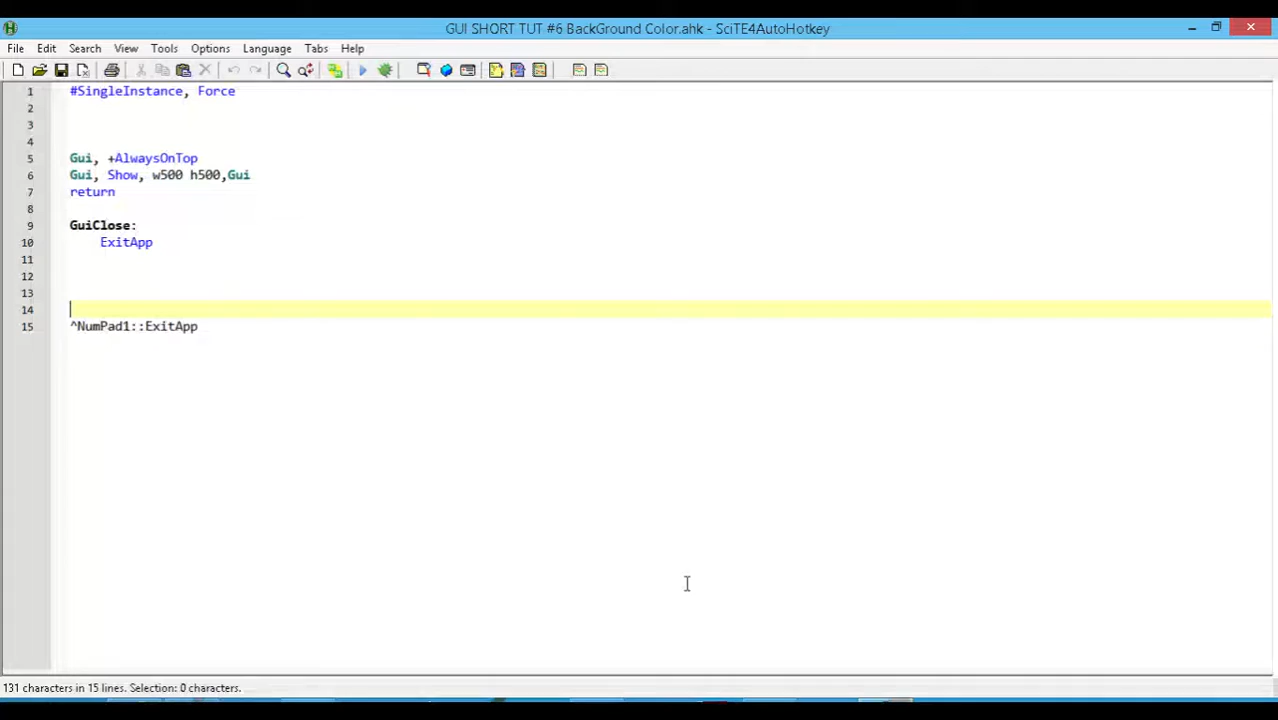 GUI SHORT TUT #6 BackGround Color.ahk - SciTE4AutoHotkey
File Edit Search View Tools Options Language Tabs Help
1 #SingleInstance, Force
2
3
4
5 Gui, +AlwaysOnTop
6 Gui, Show, w500 h500,Gui
7 return
8
9 GuiClose:
10 ExitApp
11
12
13
14
15 ^NumPad1::ExitApp
131 characters in 15 lines. Selection: 0 characters.